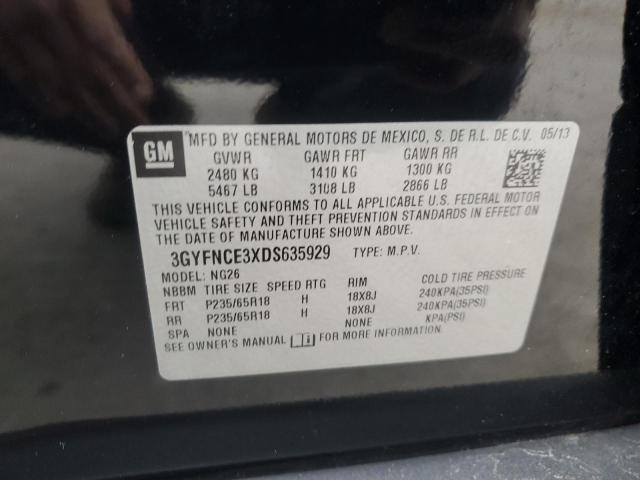 GM
MFD BY GENERAL MOTORS DE MEXICO, S. DE R.L. DE C.V. 05/13
GVWR GAWR FRT GAWR RR
2480 KG 1410 KG 1300 KG
5467 LB 3108 LB 2866 LB
THIS VEHICLE CONFORMS TO ALL APPLICABLE U.S. FEDERAL MOTOR
VEHICLE SAFETY AND THEFT PREVENTION STANDARDS IN EFFECT ON
THE DATE OF MANUFACTURE SHOWN ABOVE.
3GYFNCE3XDS635929 TYPE: M.P.V.
MODEL: NG26
NBBM TIRE SIZE SPEED RTG RIM COLD TIRE PRESSURE
FRT P235/65R18 H 18X8J 240KPA(35PSI)
RR P235/65R18 H 18X8J 240KPA(35PSI)
SPA NONE NONE KPA(PSI)
SEE OWNER'S MANUAL FOR MORE INFORMATION.